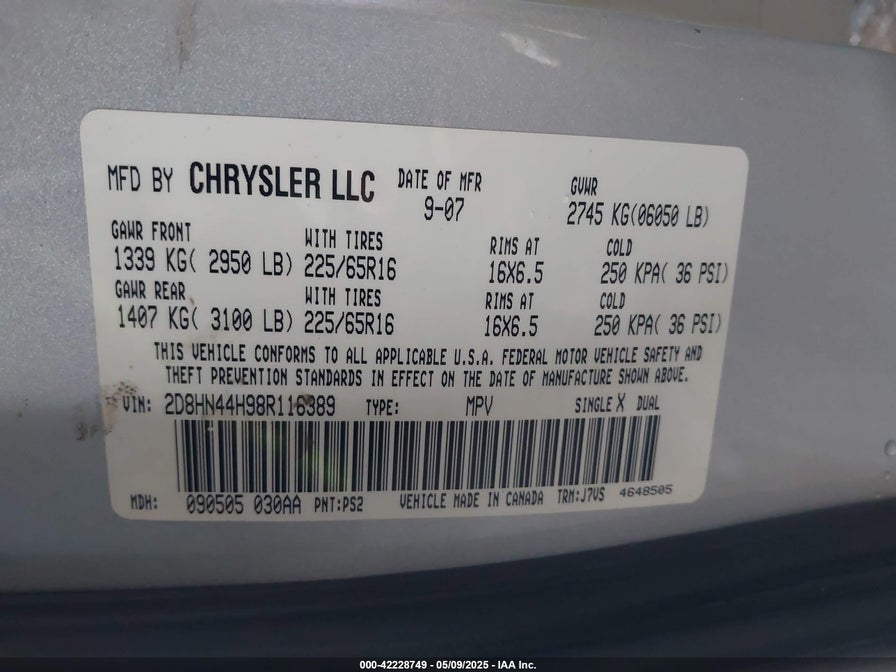 MFD BY CHRYSLER LLC DATE OF MFR GVWR
9-07 2745 KG(06050 LB)
GAWR FRONT WITH TIRES RIMS AT COLD
1339 KG( 2950 LB) 225/65R16 16X6.5 250 KPA( 36 PSI)
GAWR REAR WITH TIRES RIMS AT COLD
1407 KG( 3100 LB) 225/65R16 16X6.5 250 KPA( 36 PSI)
THIS VEHICLE CONFORMS TO ALL APPLICABLE U.S.A. FEDERAL MOTOR VEHICLE SAFETY AND
THEFT PREVENTION STANDARDS IN EFFECT ON THE DATE OF MANUFACTURE SHOWN ABOVE.
VIN: 2D8HN44H98R116389 TYPE: MPV SINGLE X DUAL
MDH: 090505 030AA PNT:PS2 VEHICLE MADE IN CANADA TRM:J7VS 4648505
000-42228749 - 05/09/2025 - IAA Inc.